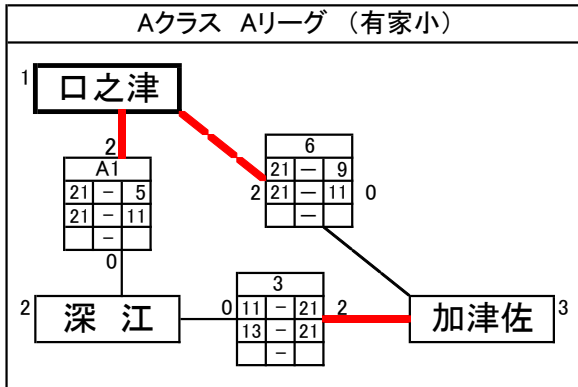 Aクラス Aリーグ （有家小）
1 口之津
2
A1
21 － 5
21 － 11
－
0
6
21 － 9
2 21 － 11 0
－
2 深 江
3
0 11 － 21 2
13 － 21
－
加津佐 3